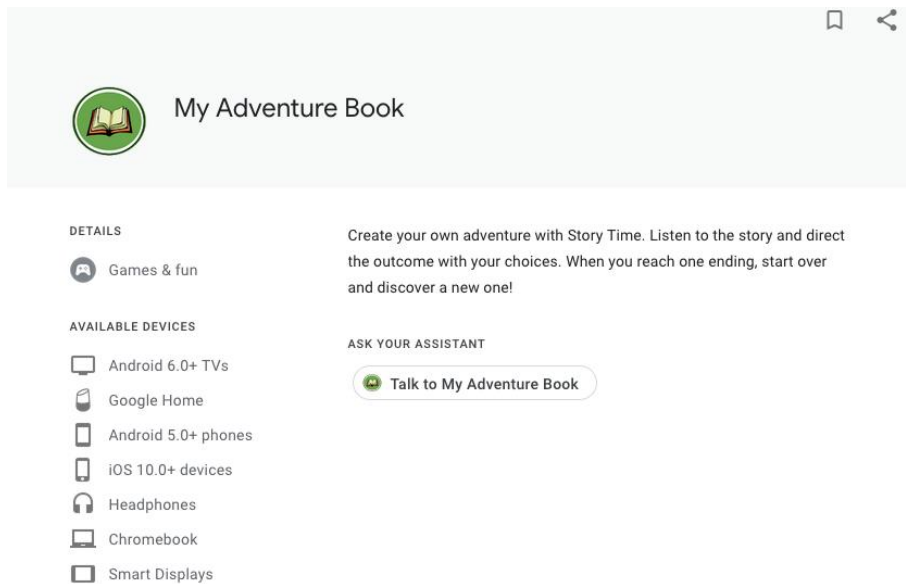 My Adventure Book
DETAILS
Games & fun
AVAILABLE DEVICES
Android 6.0+ TVs
Google Home
Android 5.0+ phones
iOS 10.0+ devices
Headphones
Chromebook
Smart Displays
Create your own adventure with Story Time. Listen to the story and direct
the outcome with your choices. When you reach one ending, start over
and discover a new one!
ASK YOUR ASSISTANT
Talk to My Adventure Book